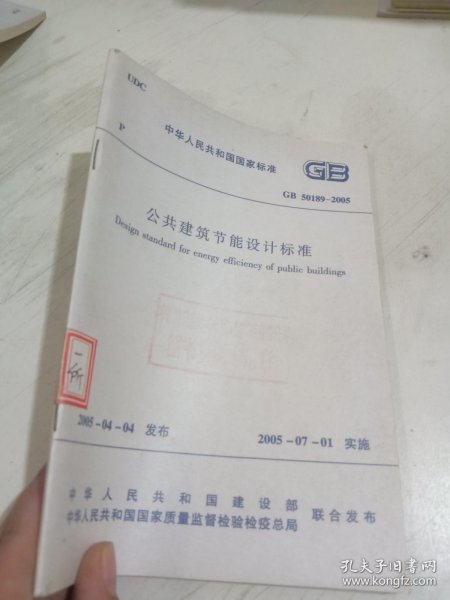 UDC
中华人民共和国国家标准
GB
P
GB 50189-2005
公共建筑节能设计标准
Design standard for energy efficiency of public buildings
一所
2005-04-04 发布
2005-07-01 实施
中华人民共和国建设部
中华人民共和国国家质量监督检验检疫总局
联合发布
孔夫子旧书网
www.kongfz.com